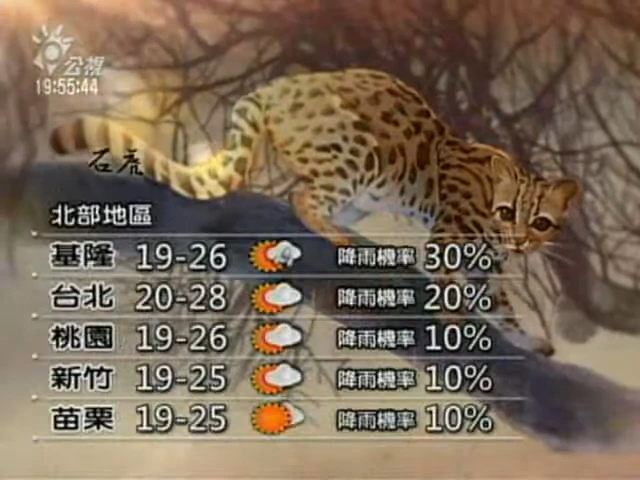 公視
19:55:44
石虎
北部地區
基隆 19-26 降雨機率 30%
台北 20-28 降雨機率 20%
桃園 19-26 降雨機率 10%
新竹 19-25 降雨機率 10%
苗栗 19-25 降雨機率 10%